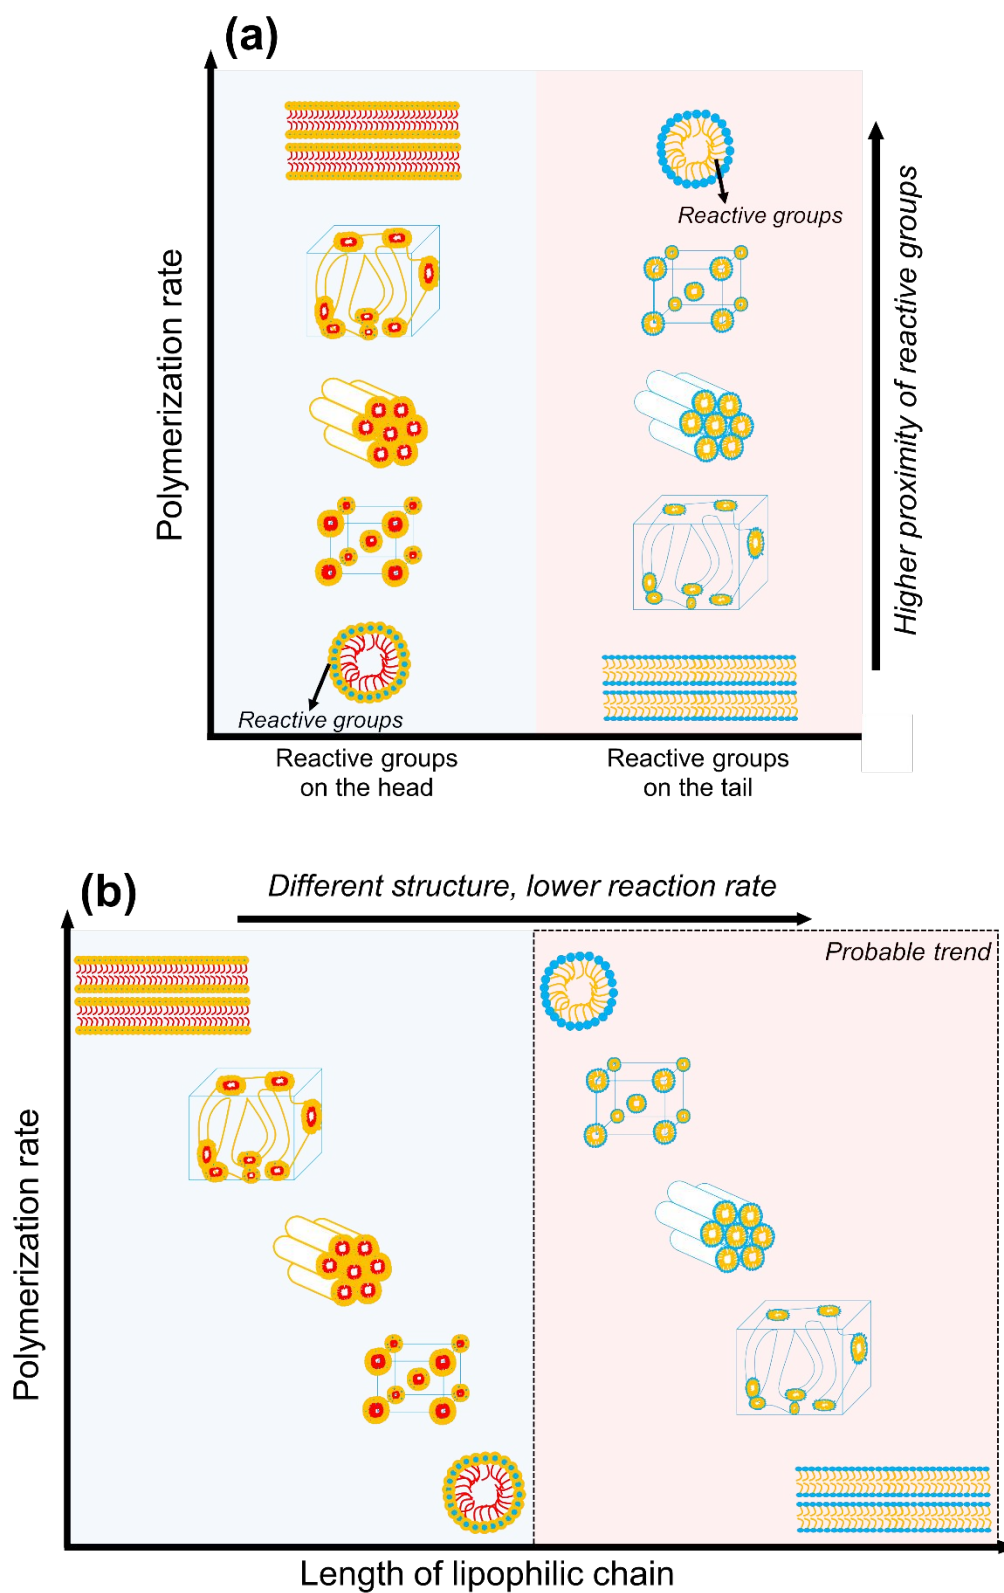 (a)
Polymerization rate
Reactive groups
Higher proximity of reactive groups
Reactive groups
Reactive groups
on the head
Reactive groups
on the tail
(b)
Different structure, lower reaction rate
Probable trend
Polymerization rate
Length of lipophilic chain